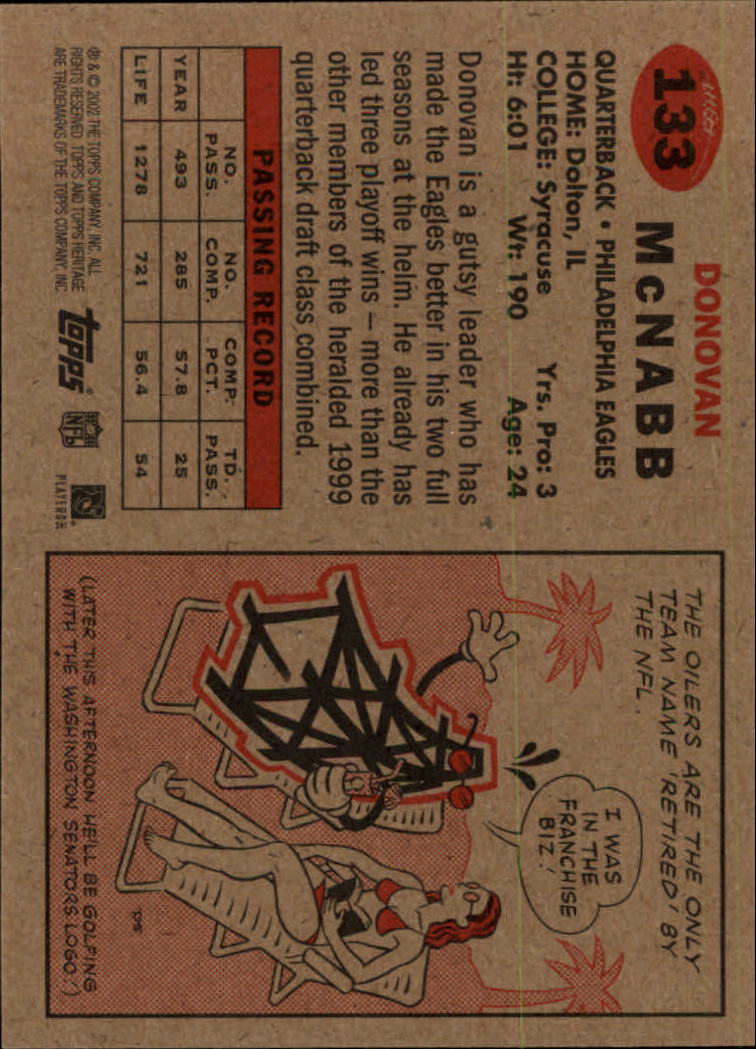 133
DONOVAN
McNABB
QUARTERBACK • PHILADELPHIA EAGLES
HOME: Dolton, IL
COLLEGE: Syracuse Yrs. Pro: 3
Ht: 6:01 Wt: 190 Age: 24
Donovan is a gutsy leader who has
made the Eagles better in his two full
seasons at the helm. He already has
led three playoff wins — more than the
other members of the heralded 1999
quarterback draft class combined.
PASSING RECORD
NO. PASS. NO. COMP. COMP. PCT. TD. PASS.
YEAR 493 285 57.8 25
LIFE 1278 721 56.4 54
® & © 2002 THE TOPPS COMPANY, INC. ALL
RIGHTS RESERVED. TOPPS AND TOPPS HERITAGE
ARE TRADEMARKS OF THE TOPPS COMPANY, INC.
topps®
NFL
PLAYERS INC
THE OILERS ARE THE ONLY
TEAM NAME 'RETIRED' BY
THE NFL.
I WAS
IN THE
FRANCHISE
BIZ!
(LATER THIS AFTERNOON WE'LL BE GOLFING
WITH THE WASHINGTON SENATORS LOGO!)